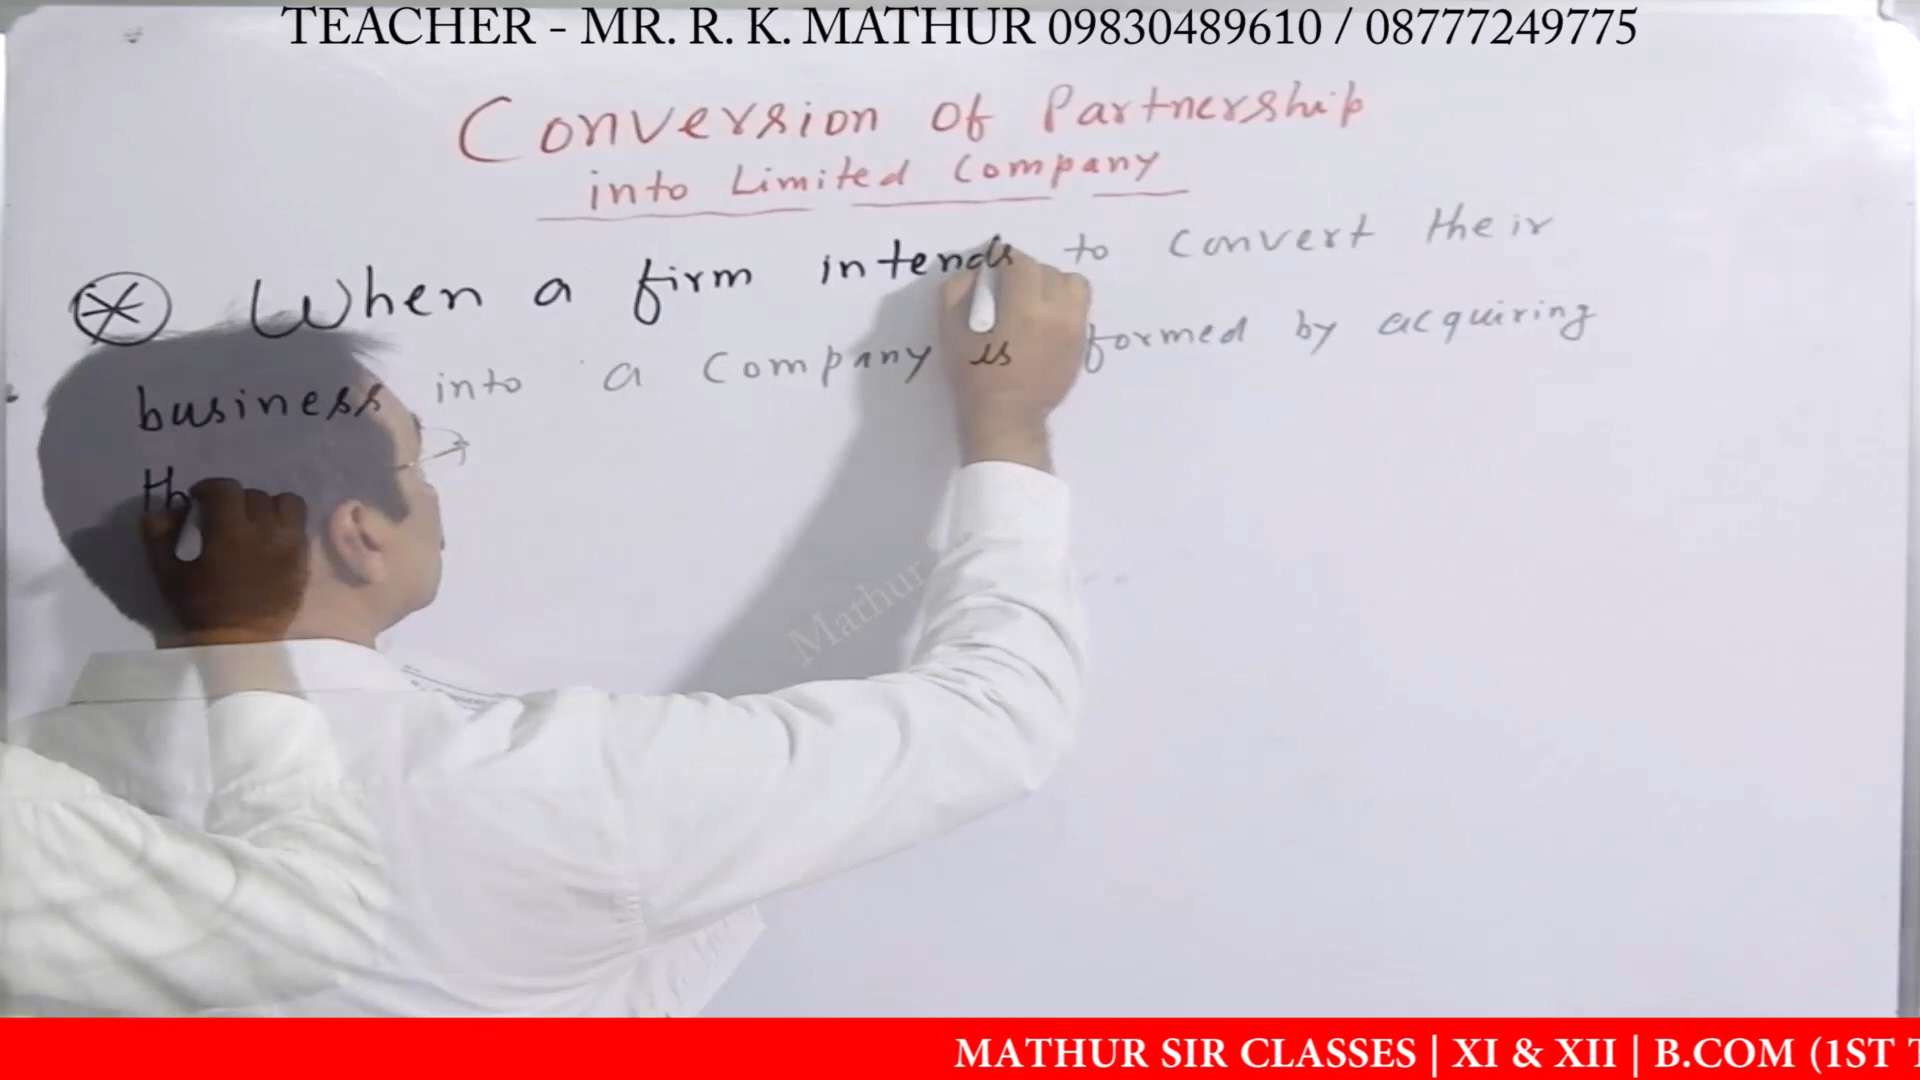 TEACHER - MR. R. K. MATHUR 09830489610 / 08777249775
Conversion of Partnership
into Limited Company
When a firm intends to convert their
business into a Company is formed by acquiring
th
Mathur
MATHUR SIR CLASSES | XI & XII | B.COM (1ST